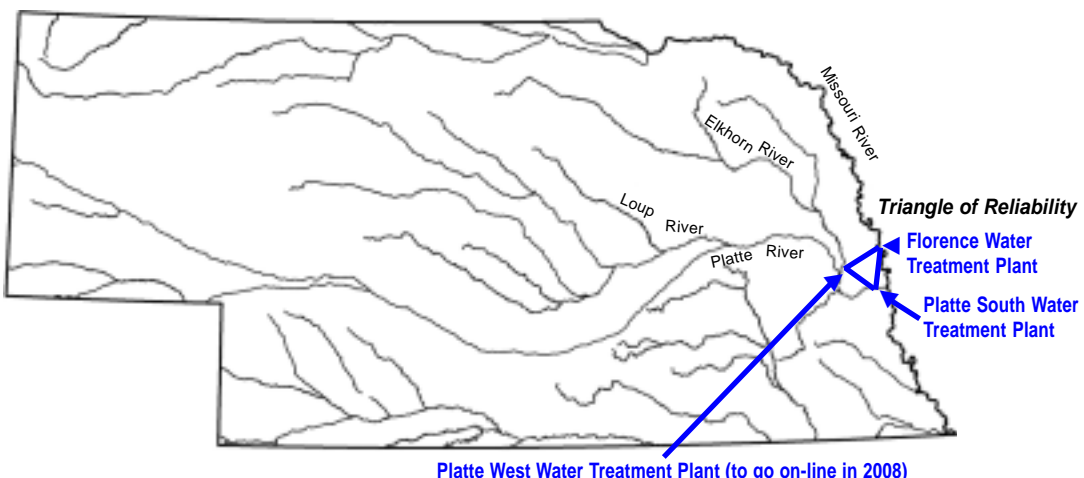 Missouri River
Elkhorn River
Triangle of Reliability
Loup River
Florence Water
Treatment Plant
Platte River
Platte South Water
Treatment Plant
Platte West Water Treatment Plant (to go on-line in 2008)